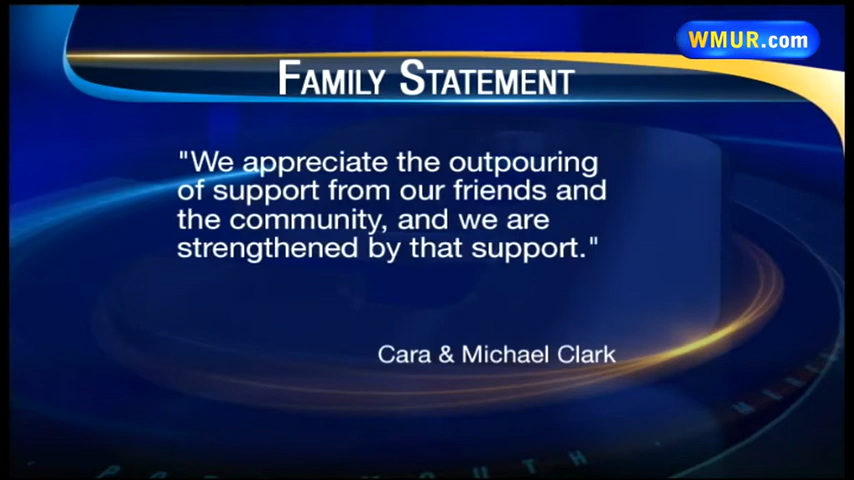 WMUR.com
FAMILY STATEMENT
"We appreciate the outpouring
of support from our friends and
the community, and we are
strengthened by that support."
Cara & Michael Clark